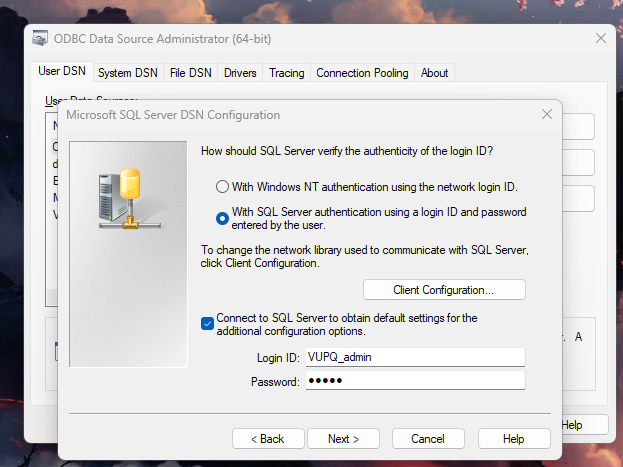 ODBC Data Source Administrator (64-bit)
User DSN System DSN File DSN Drivers Tracing Connection Pooling About
Microsoft SQL Server DSN Configuration
How should SQL Server verify the authenticity of the login ID?
With Windows NT authentication using the network login ID.
With SQL Server authentication using a login ID and password
entered by the user.
To change the network library used to communicate with SQL Server,
click Client Configuration.
Client Configuration...
Connect to SQL Server to obtain default settings for the
additional configuration options.
Login ID: VUPQ_admin
Password: •••••
< Back Next > Cancel Help
Help